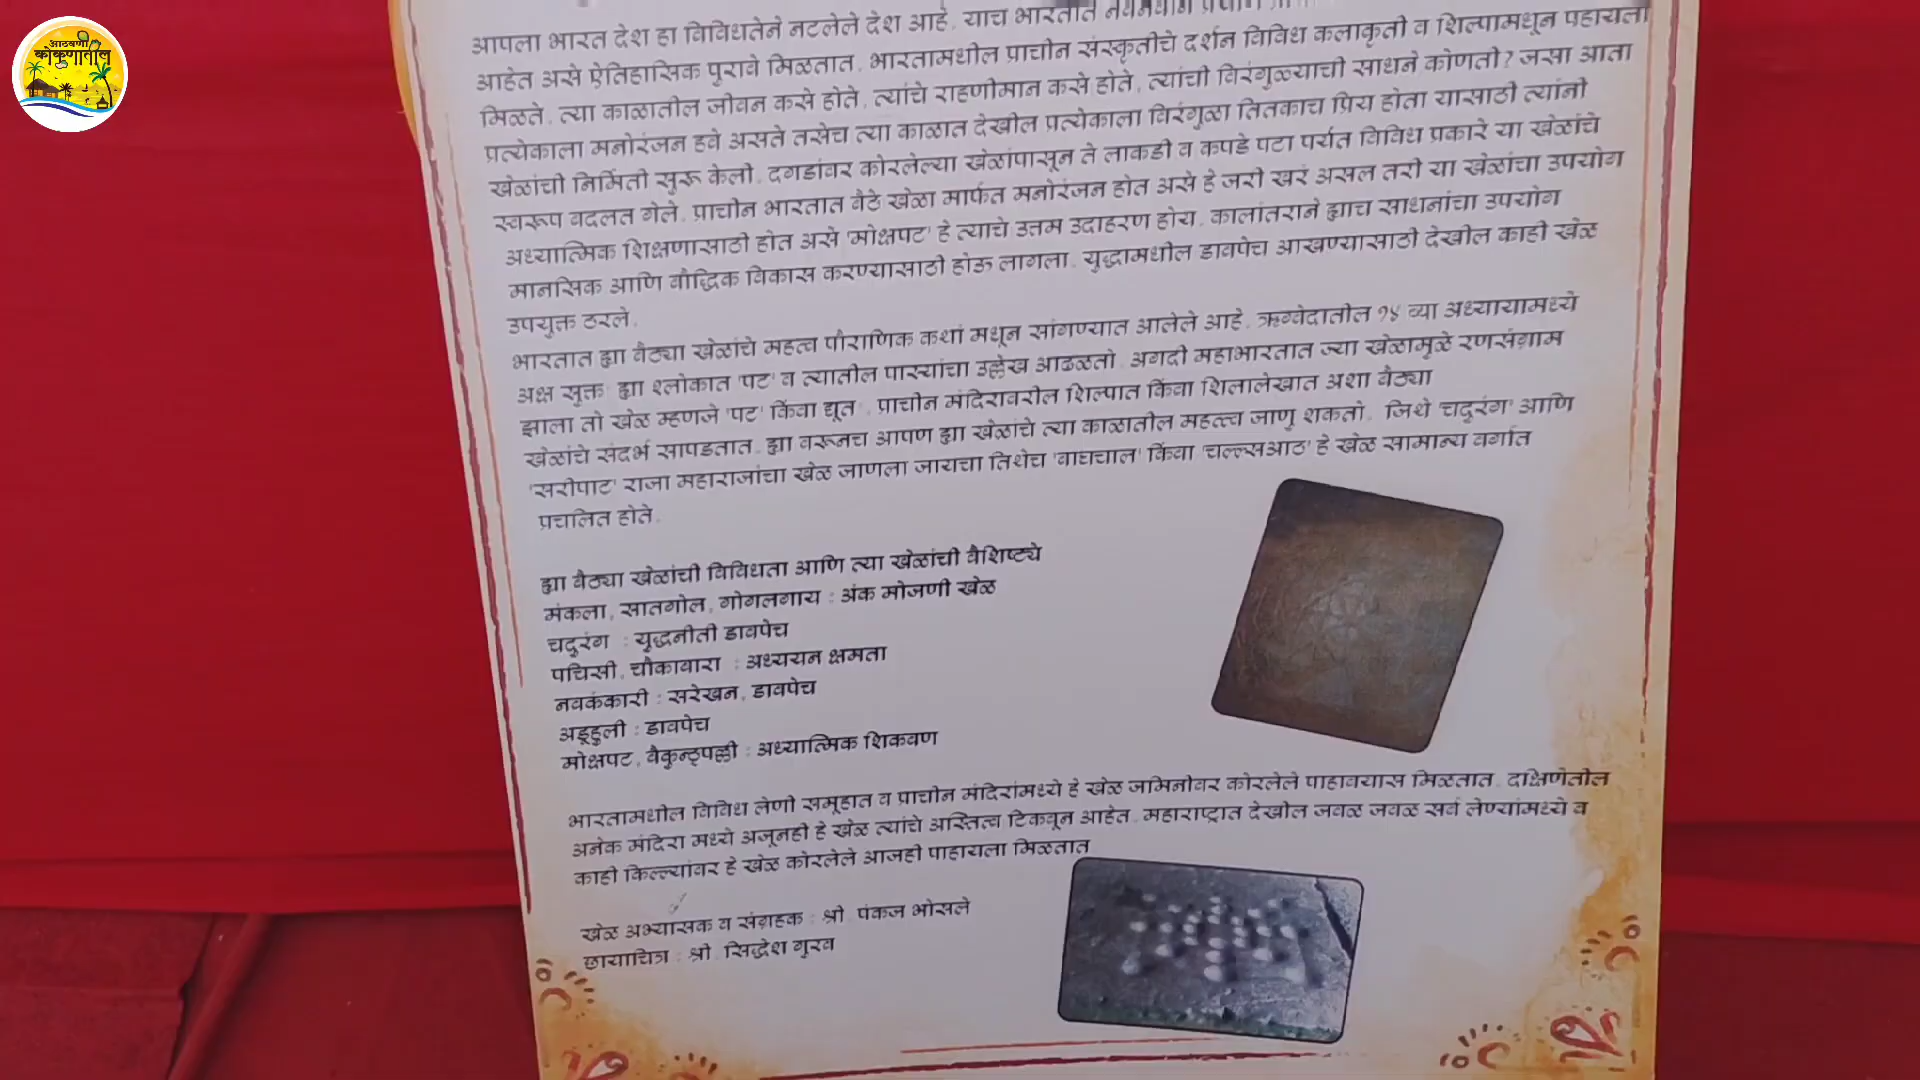 आठवणी
कोकणातील
आपला भारत देश हा विविधतेने नटलेले देश आहे. याच भारतात
आहेत असे ऐतिहासिक पुरावे मिळतात. भारतामधील प्राचीन संस्कृतीचे दर्शन विविध कलाकृती व शिल्पामधून पहायला
मिळते. त्या काळातील जीवन कसे होते. त्यांचे राहणीमान कसे होते, त्यांची विरंगुळ्याची साधने कोणती? जसा आता
प्रत्येकाला मनोरंजन हवे असते तसेच त्या काळात देखील प्रत्येकाला विरंगुळा तितकाच प्रिय होता यासाठी त्यांनी
खेळांची निर्मिती सुरू केली. दगडांवर कोरलेल्या खेळांपासून ते लाकडी व कपडे पटा पर्यंत विविध प्रकारे या खेळांचे
स्वरूप बदलत गेले. प्राचीन भारतात बैठे खेळा मार्फत मनोरंजन होत असे हे जरी खरं असल तरी या खेळांचा उपयोग
अध्यात्मिक शिक्षणासाठी होत असे 'मोक्षपट' हे त्याचे उत्तम उदाहरण होय. कालांतराने ह्याच साधनांचा उपयोग
मानसिक आणि बौद्धिक विकास करण्यासाठी होऊ लागला. युद्धामधील डावपेच आखण्यासाठी देखील काही खेळ
उपयुक्त ठरले.
भारतात ह्या बैठ्या खेळांचे महत्व पौराणिक कथां मधून सांगण्यात आलेले आहे. ऋग्वेदातील १४ व्या अध्यायामध्ये
अक्ष सूक्त' ह्या श्लोकात 'पट' व त्यातील पास्यांचा उल्लेख आढळतो. अगदी महाभारतात ज्या खेळामुळे रणसंग्राम
झाला तो खेळ म्हणजे 'पट' किंवा द्यूत'. प्राचीन मंदिरावरील शिल्पात किंवा शिलालेखात अशा बैठ्या
खेळांचे संदर्भ सापडतात. ह्या वरूनच आपण ह्या खेळांचे त्या काळातील महत्त्व जाणु शकतो. जिथे 'चदुरंग' आणि
'सरीपाट' राजा महाराजांचा खेळ जाणला जायचा तिथेच 'वाघचाल' किंवा 'चल्ल्सआठ' हे खेळ सामान्य वर्गात
प्रचलित होते.
ह्या बैठ्या खेळांची विविधता आणि त्या खेळांची वैशिष्ट्ये
मंकला, सातगोल, गोगलगाय : अंक मोजणी खेळ
चदुरंग : युद्धनीती डावपेच
पचिसी, चौकाबारा : अध्ययन क्षमता
नवकंकारी : सरेखन, डावपेच
अडूहुली : डावपेच
मोक्षपट, वैकुन्ठ्पल्ली : अध्यात्मिक शिकवण
भारतामधील विविध लेणी समूहात व प्राचीन मंदिरांमध्ये हे खेळ जमिनीवर कोरलेले पाहावयास मिळतात. दक्षिणेतील
अनेक मंदिरा मध्ये अजूनही हे खेळ त्यांचे अस्तित्व टिकवून आहेत. महाराष्ट्रात देखील जवळ जवळ सर्व लेण्यांमध्ये व
काही किल्ल्यांवर हे खेळ कोरलेले आजही पाहायला मिळतात
खेळ अभ्यासक व संग्रहक : श्री. पंकज भोसले
छायाचित्र : श्री. सिद्धेश गुरव